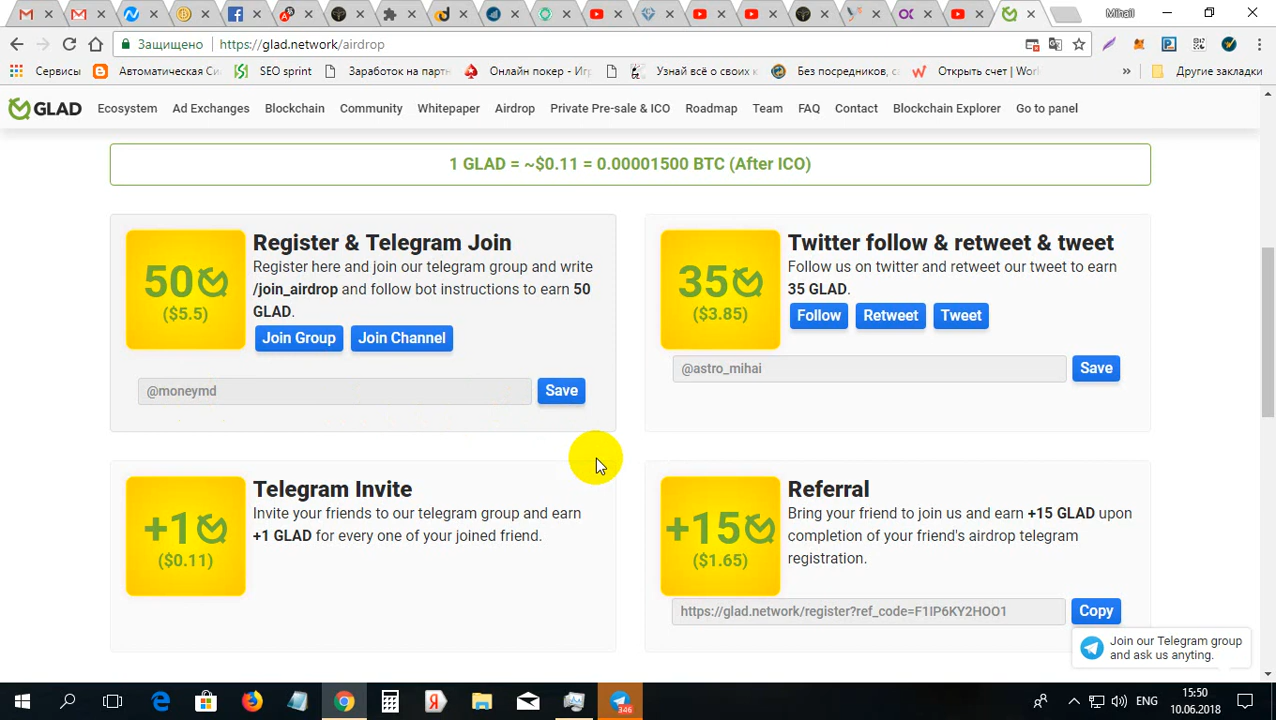 Mihail
Защищено
https://glad.network/airdrop
Сервисы
Автоматическая Си
SEO sprint
Заработок на партн
Онлайн покер - Игр
Узнай всё о своих к
Без посредников, са
Открыть счет | Worl
»
Другие закладки
GLAD
Ecosystem
Ad Exchanges
Blockchain
Community
Whitepaper
Airdrop
Private Pre-sale & ICO
Roadmap
Team
FAQ
Contact
Blockchain Explorer
Go to panel
1 GLAD = ~$0.11 = 0.00001500 BTC (After ICO)
50
($5.5)
Register & Telegram Join
Register here and join our telegram group and write
/join_airdrop and follow bot instructions to earn 50
GLAD.
Join Group
Join Channel
@moneymd
Save
35
($3.85)
Twitter follow & retweet & tweet
Follow us on twitter and retweet our tweet to earn
35 GLAD.
Follow
Retweet
Tweet
@astro_mihai
Save
+1
($0.11)
Telegram Invite
Invite your friends to our telegram group and earn
+1 GLAD for every one of your joined friend.
+15
($1.65)
Referral
Bring your friend to join us and earn +15 GLAD upon
completion of your friend's airdrop telegram
registration.
https://glad.network/register?ref_code=F1IP6KY2HOO1
Copy
Join our Telegram group
and ask us anyting.
346
ENG
15:50
10.06.2018